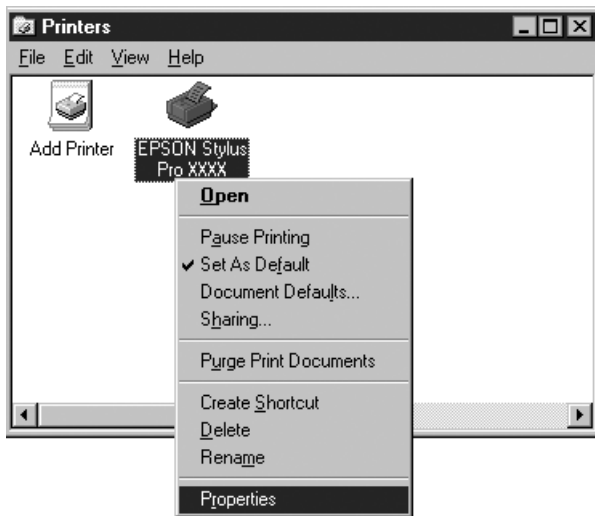 Printers
File Edit View Help
Add Printer
EPSON Stylus
Pro XXXX
Open
Pause Printing
Set As Default
Document Defaults...
Sharing...
Purge Print Documents
Create Shortcut
Delete
Rename
Properties